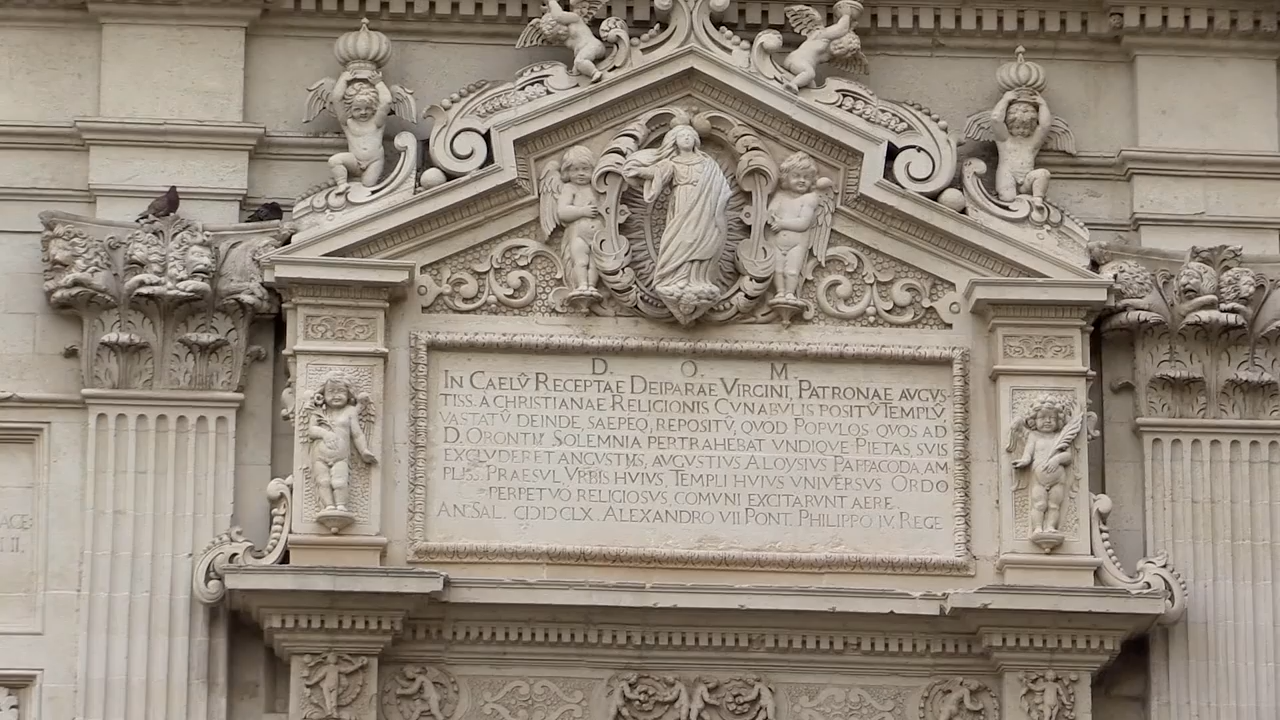 D. O. M.
IN CAELV̄ RECEPTAE DEIPARAE VIRGINI, PATRONAE AVGVS-
TISS. A CHRISTIANAE RELIGIONIS CVNABVLIS POSITV̄ TEMPLV̄
VASTATV̄ DEINDE, SAEPEQ, REPOSITV̄, QVOD POPVLOS QVOS AD
D. ORONTII SOLEMNIA PERTRAHEBAT VNDIQVE PIETAS, SVIS
EXCLVDERET ANGVSTIIS, AVGVSTIVS ALOYSIVS PAPPACODA AM
PLISS. PRAESVL VRBIS HVIVS, TEMPLI HVIVS VNIVERSVS ORDO
PERPETVO RELIGIOSVS, COMVNI EXCITARVNT AERE.
AN. SAL. CIƆIƆCLX. ALEXANDRO VII PONT. PHILIPPO IV. REGE